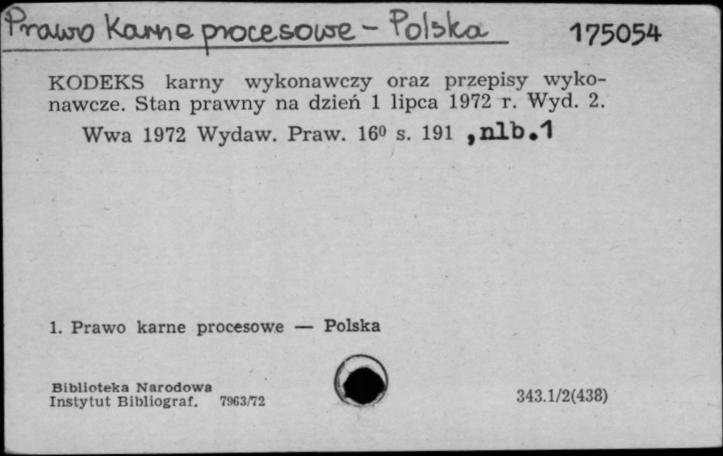 Prawo Karne procesowe - Polska 175054
KODEKS karny wykonawczy oraz przepisy wyko-
nawcze. Stan prawny na dzień 1 lipca 1972 r. Wyd. 2.
Wwa 1972 Wydaw. Praw. 16⁰ s. 191 ,nlb.1
1. Prawo karne procesowe — Polska
Biblioteka Narodowa
Instytut Bibliograf. 7963/72 343.1/2(438)